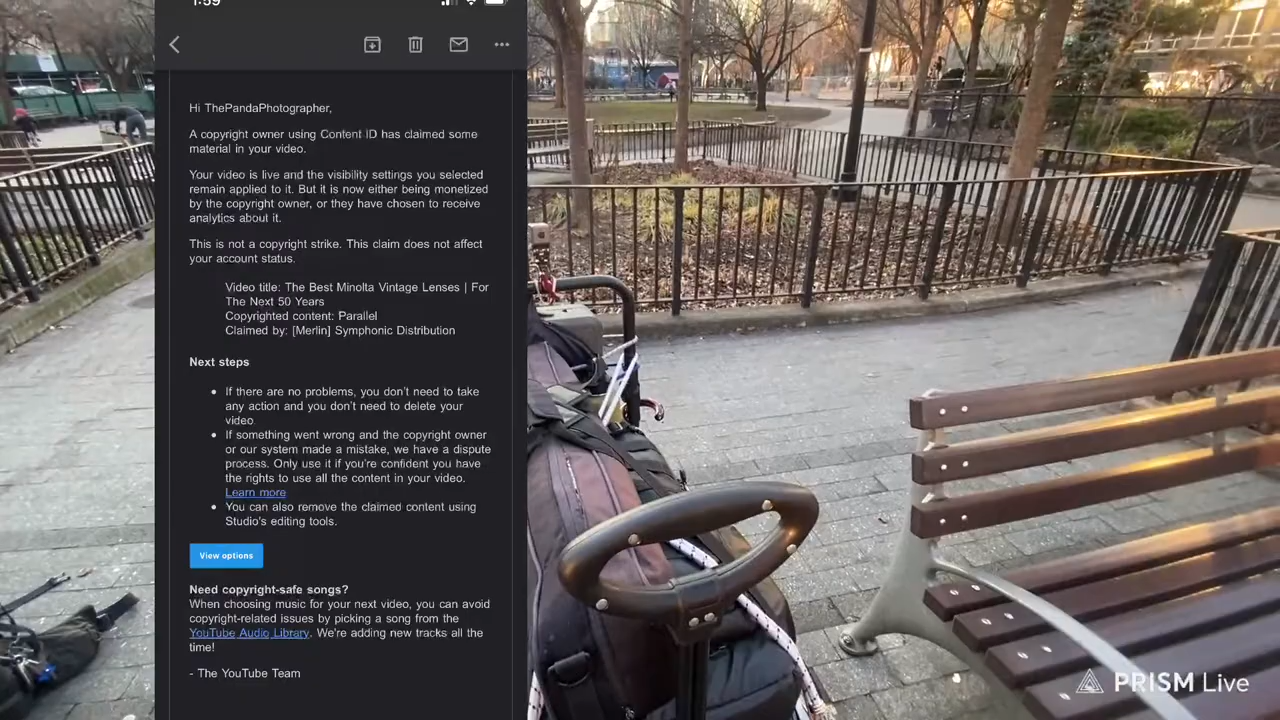 1:59
Hi ThePandaPhotographer,
A copyright owner using Content ID has claimed some
material in your video.
Your video is live and the visibility settings you selected
remain applied to it. But it is now either being monetized
by the copyright owner, or they have chosen to receive
analytics about it.
This is not a copyright strike. This claim does not affect
your account status.
Video title: The Best Minolta Vintage Lenses | For
The Next 50 Years
Copyrighted content: Parallel
Claimed by: [Merlin] Symphonic Distribution
Next steps
If there are no problems, you don't need to take
any action and you don't need to delete your
video.
If something went wrong and the copyright owner
or our system made a mistake, we have a dispute
process. Only use it if you're confident you have
the rights to use all the content in your video.
Learn more
You can also remove the claimed content using
Studio's editing tools.
View options
Need copyright-safe songs?
When choosing music for your next video, you can avoid
copyright-related issues by picking a song from the
YouTube Audio Library. We're adding new tracks all the
time!
- The YouTube Team
PRISM Live